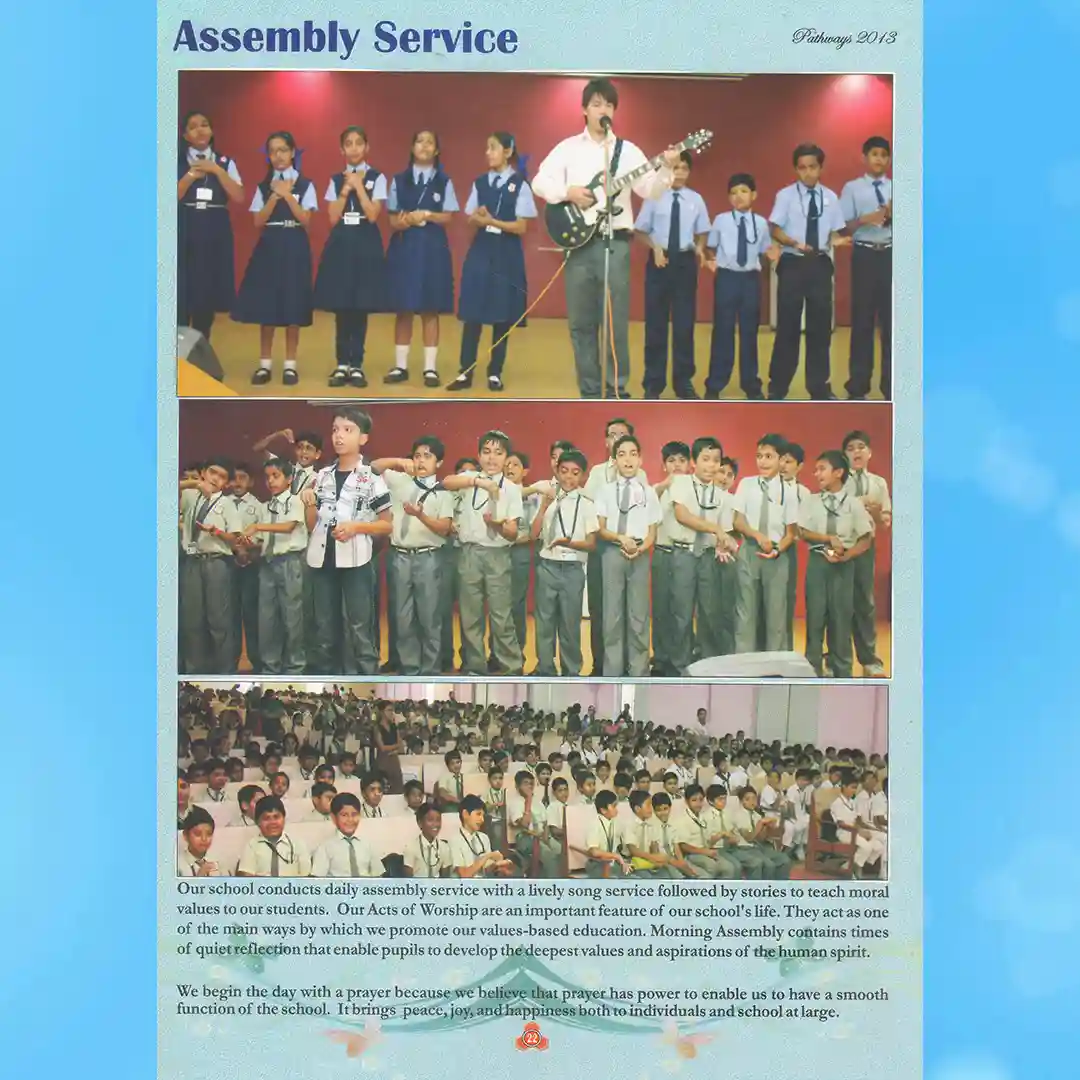 Assembly Service
Pathways 2013
Our school conducts daily assembly service with a lively song service followed by stories to teach moral
values to our students. Our Acts of Worship are an important feature of our school's life. They act as one
of the main ways by which we promote our values-based education. Morning Assembly contains times
of quiet reflection that enable pupils to develop the deepest values and aspirations of the human spirit.
We begin the day with a prayer because we believe that prayer has power to enable us to have a smooth
function of the school. It brings peace, joy, and happiness both to individuals and school at large.
22